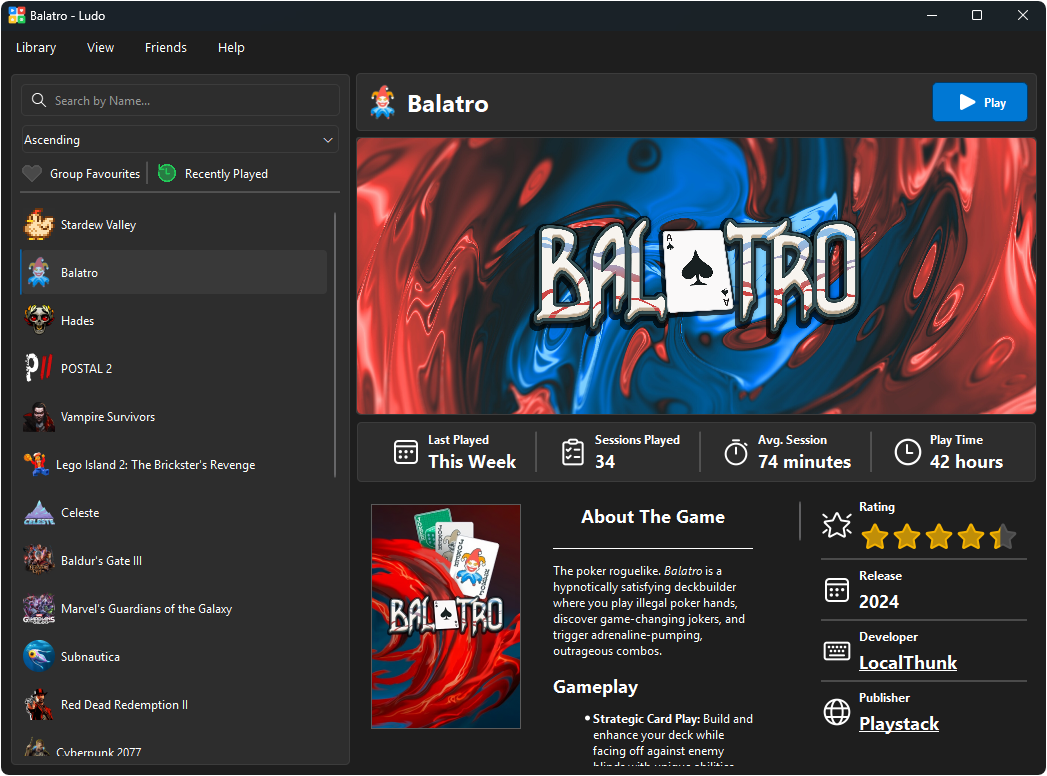 Balatro - Ludo
Library View Friends Help
Search by Name...
Ascending
Group Favourites
Recently Played
Stardew Valley
Balatro
Hades
POSTAL 2
Vampire Survivors
Lego Island 2: The Brickster's Revenge
Celeste
Baldur's Gate III
Marvel's Guardians of the Galaxy
Subnautica
Red Dead Redemption II
Cyberpunk 2077
Balatro
Play
BALATRO
Last Played
This Week
Sessions Played
34
Avg. Session
74 minutes
Play Time
42 hours
BALATRO
About The Game
The poker roguelike. Balatro is a
hypnotically satisfying deckbuilder
where you play illegal poker hands,
discover game-changing jokers, and
trigger adrenaline-pumping,
outrageous combos.
Gameplay
• Strategic Card Play: Build and
enhance your deck while
facing off against enemy
blinds with unique abilities
Rating
Release
2024
Developer
LocalThunk
Publisher
Playstack